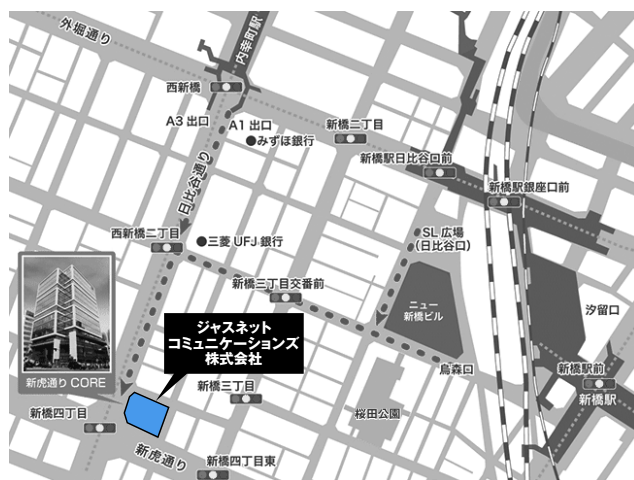 外堀通り
内幸町駅
西新橋
A3 出口
A1 出口
みずほ銀行
新橋二丁目
新橋駅日比谷口前
新橋駅銀座口前
日比谷通り
西新橋二丁目
三菱 UFJ 銀行
SL 広場
(日比谷口)
新橋三丁目交番前
ニュー
新橋ビル
汐留口
ジャスネット
コミュニケーションズ
株式会社
烏森口
新橋駅前
新橋駅
新虎通り CORE
新橋三丁目
桜田公園
新橋四丁目
新虎通り
新橋四丁目東